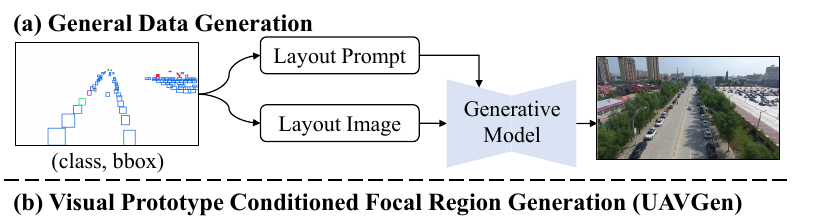 (a) General Data Generation
Layout Prompt
Layout Image
Generative
Model
(class, bbox)
(b) Visual Prototype Conditioned Focal Region Generation (UAVGen)